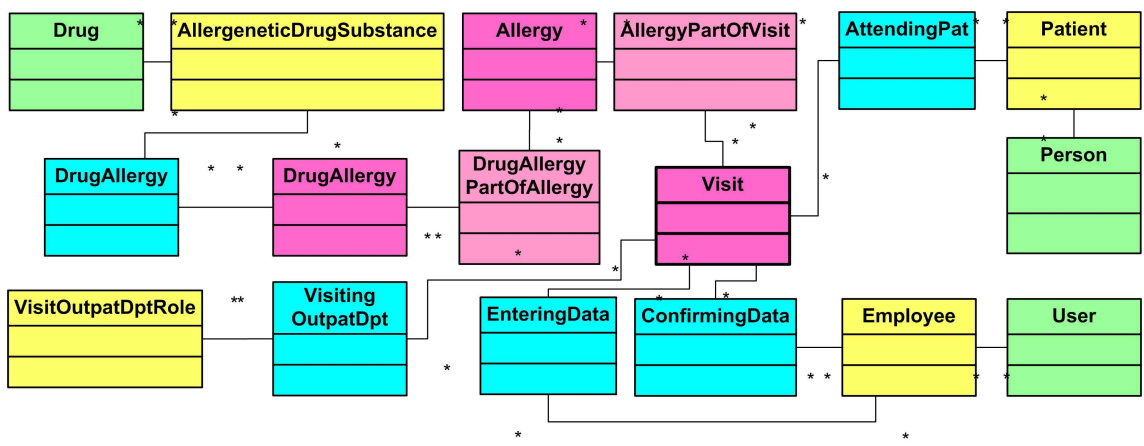 Drug
*
*
AllergeneticDrugSubstance
Allergy
*
*
AllergyPartOfVisit
*
AttendingPat
*
*
Patient
*
*
*
*
*
*
*
Person
DrugAllergy
*
*
*
DrugAllergy
DrugAllergy
PartOfAllergy
Visit
*
**
*
*
*
VisitOutpatDptRole
**
Visiting
OutpatDpt
EnteringData
*
*
ConfirmingData
Employee
User
*
*
*
*
*
*
*